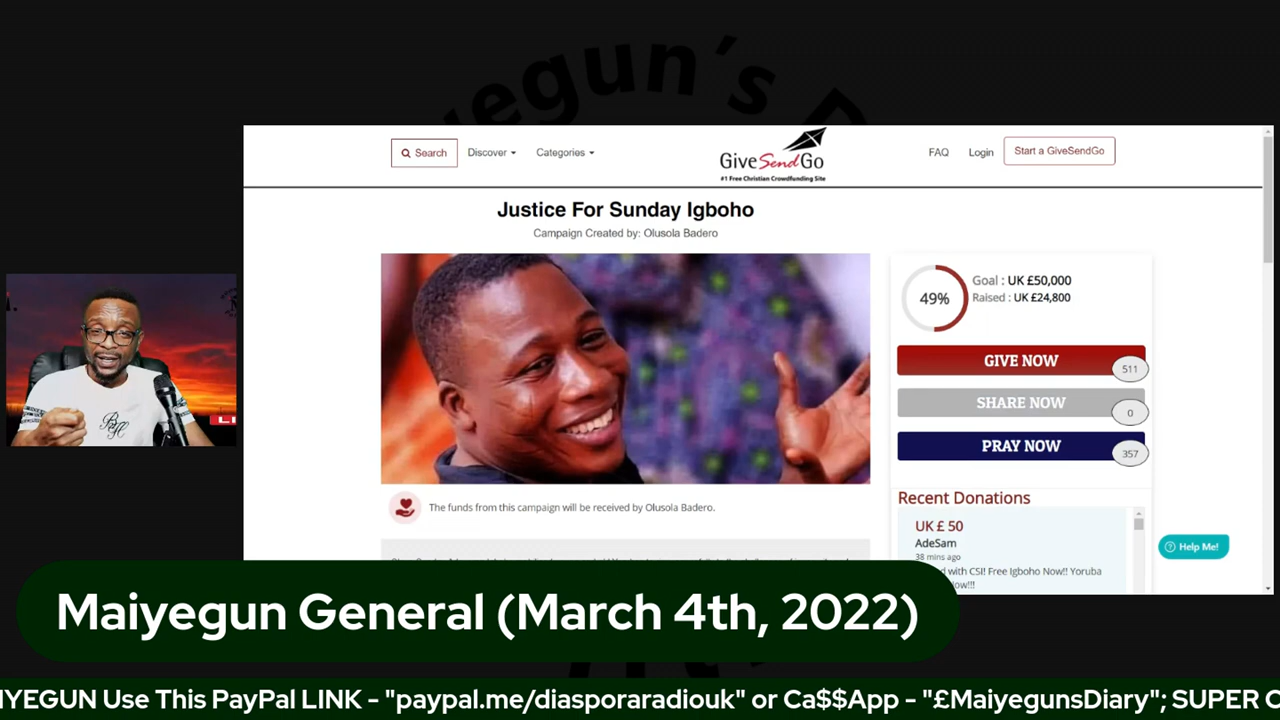 Maiyegun's D
Search
Discover
Categories
GiveSendGo
#1 Free Christian Crowdfunding Site
FAQ
Login
Start a GiveSendGo
Justice For Sunday Igboho
Campaign Created by: Olusola Badero
49%
Goal : UK £50,000
Raised : UK £24,800
GIVE NOW
511
SHARE NOW
0
PRAY NOW
357
The funds from this campaign will be received by Olusola Badero.
Recent Donations
UK £ 50
AdeSam
38 mins ago
d with CSI! Free Igboho Now!! Yoruba
Now!!!
Help Me!
Maiyegun General (March 4th, 2022)
IYEGUN Use This PayPal LINK - "paypal.me/diasporaradiouk" or Ca$$App - "£MaiyegunsDiary"; SUPER C